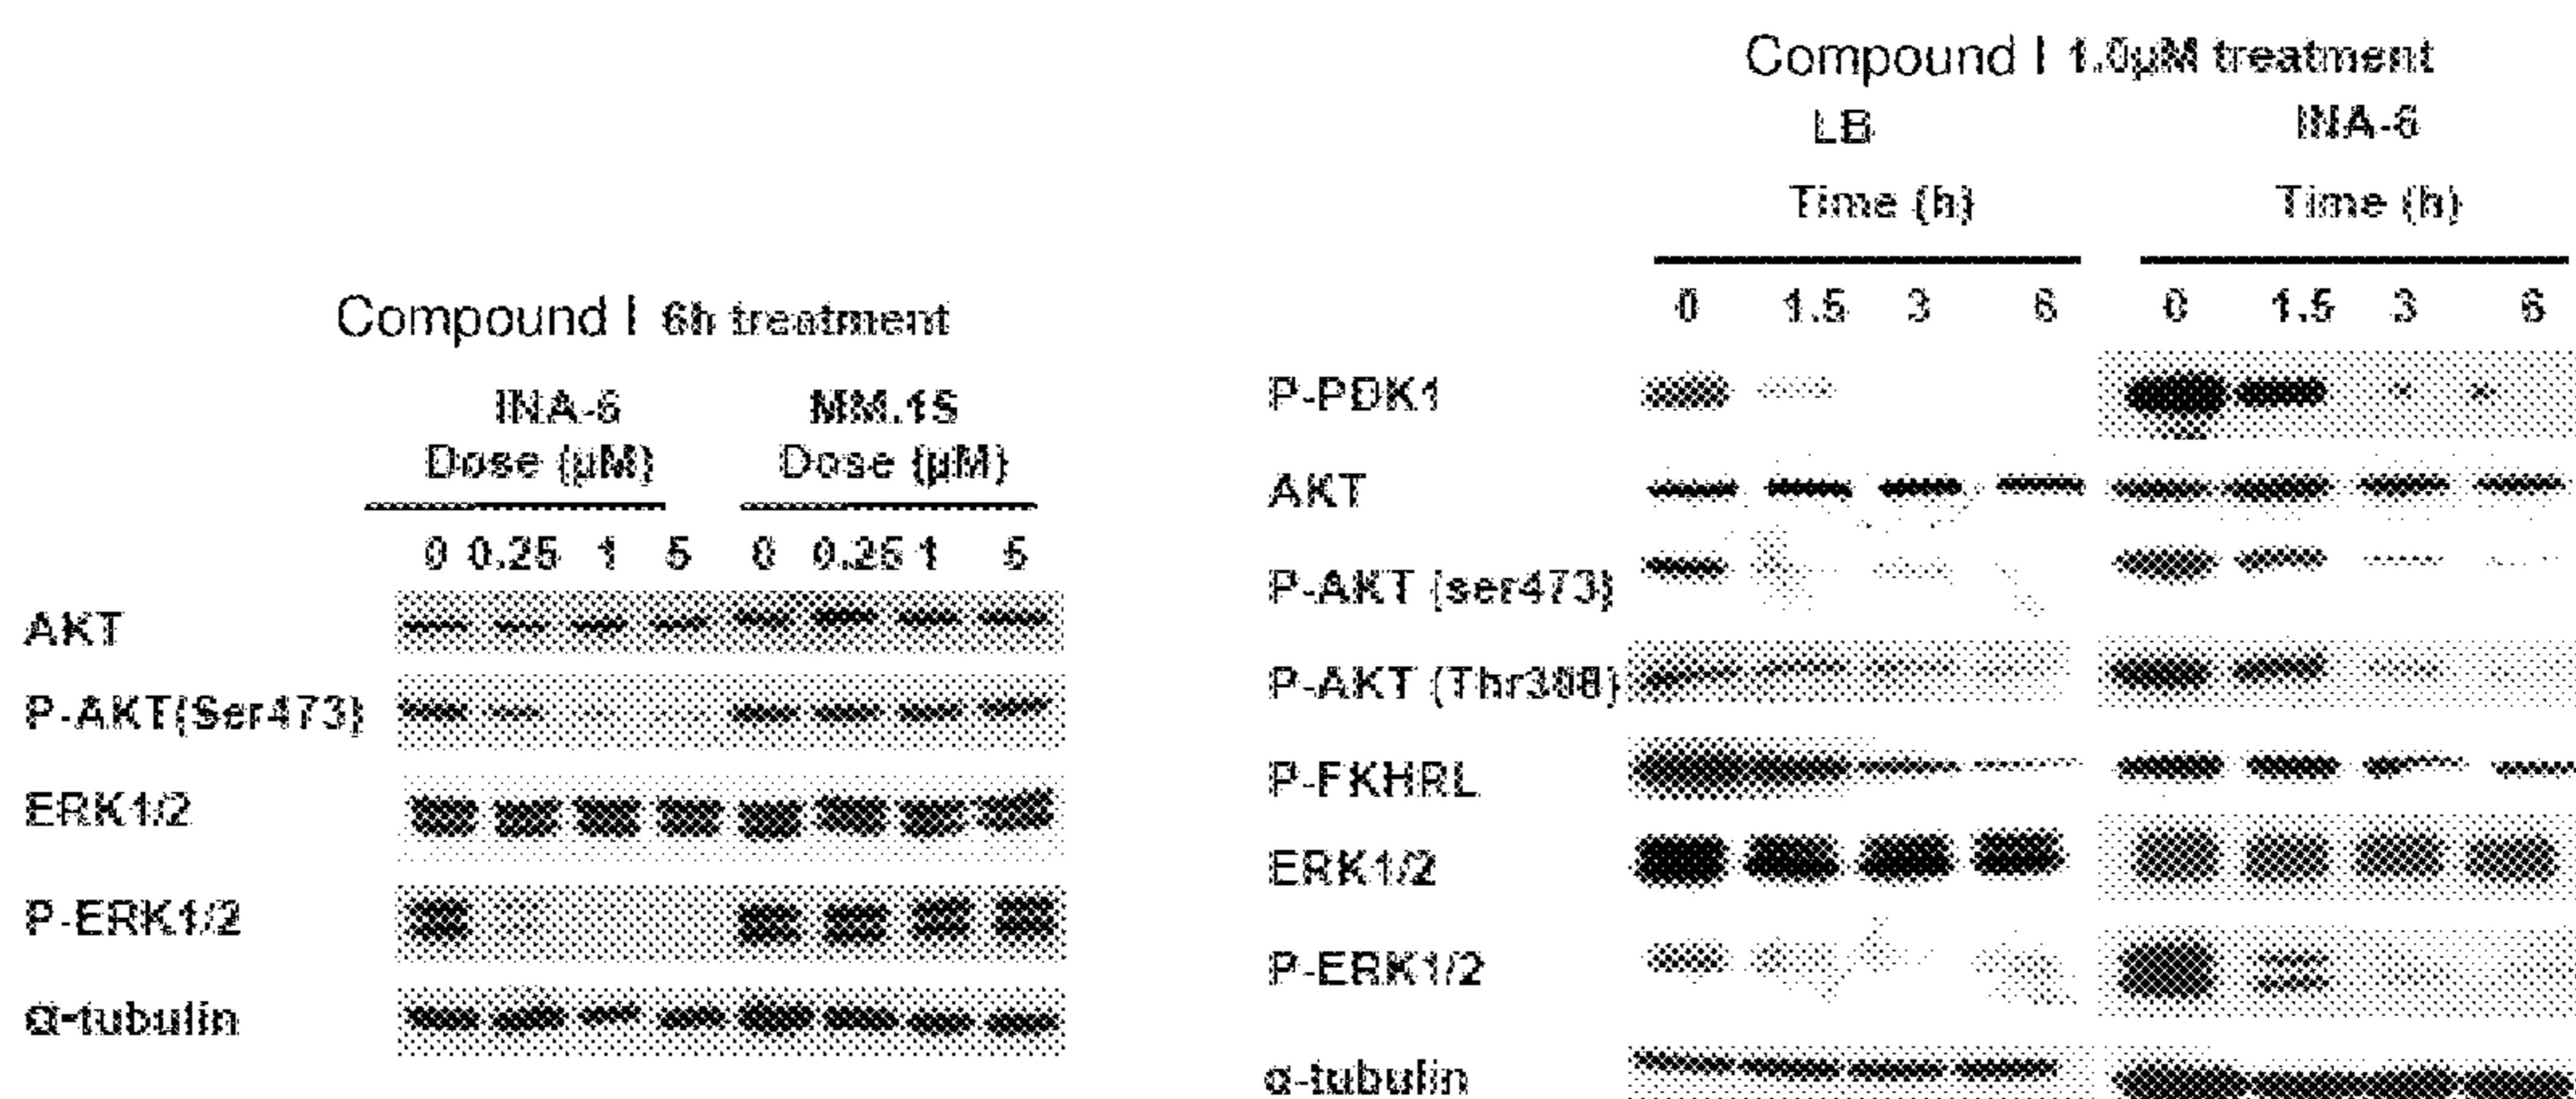 Compound I 6h treatment
INA-6 MM.1S
Dose (µM) Dose (µM)
0 0.25 1 5 0 0.25 1 5
AKT
P-AKT(Ser473)
ERK1/2
P-ERK1/2
α-tubulin
Compound I 1.0µM treatment
LB INA-6
Time (h) Time (h)
0 1.5 3 6 0 1.5 3 6
P-PDK1
AKT
P-AKT (ser473)
P-AKT (Thr308)
P-FKHRL
ERK1/2
P-ERK1/2
α-tubulin